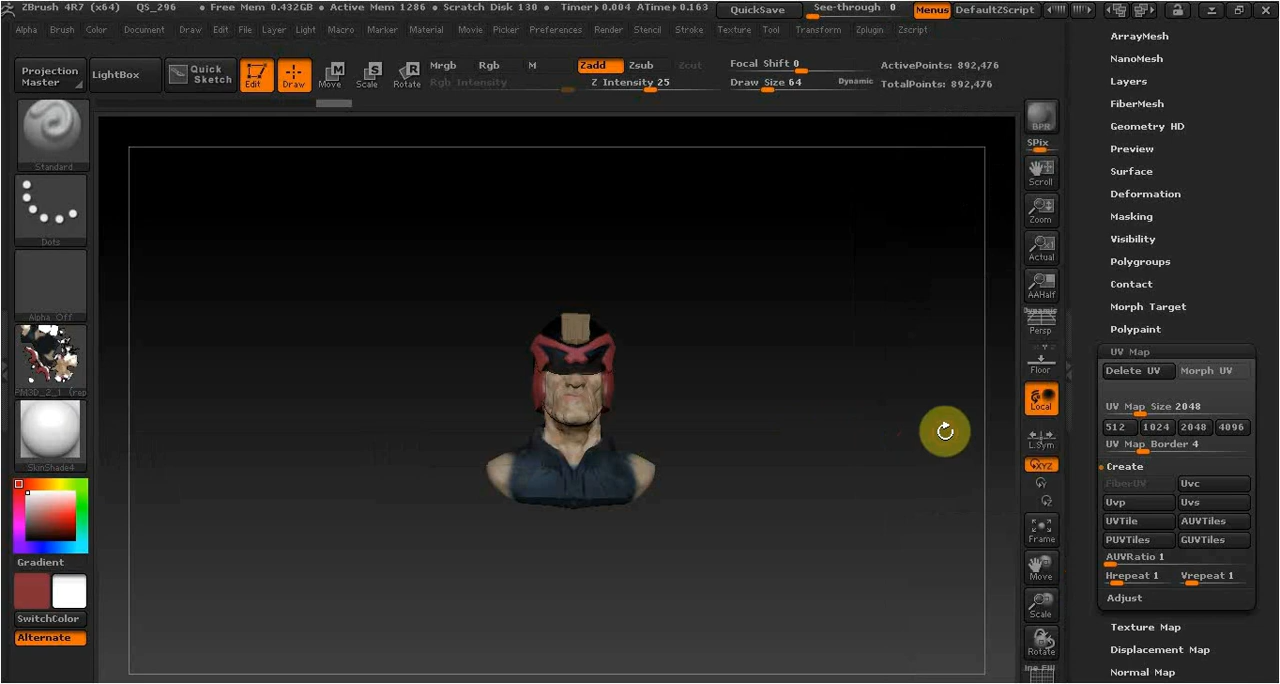 ZBrush 4R7 (x64) QS_296 ● Free Mem 0.432GB ● Active Mem 1286 ● Scratch Disk 130 ● Timer▸0.004 ATime▸0.163 QuickSave See-through 0 Menus DefaultZScript
Alpha Brush Color Document Draw Edit File Layer Light Macro Marker Material Movie Picker Preferences Render Stencil Stroke Texture Tool Transform Zplugin Zscript
Projection Master
LightBox
Quick Sketch
Edit
Draw
Move
Scale
Rotate
Mrgb Rgb M
Rgb Intensity
Zadd Zsub Zcut
Z Intensity 25
Focal Shift 0
Draw Size 64 Dynamic
ActivePoints: 892,476
TotalPoints: 892,476
Standard
Dots
Alpha Off
SkinShade4
Gradient
SwitchColor
Alternate
BPR
SPix
Scroll
Zoom
Actual
AAHalf
Dynamic
Persp
Floor
Local
L.Sym
XYZ
Frame
Move
Scale
Rotate
ArrayMesh
NanoMesh
Layers
FiberMesh
Geometry HD
Preview
Surface
Deformation
Masking
Visibility
Polygroups
Contact
Morph Target
Polypaint
UV Map
Delete UV Morph UV
UV Map Size 2048
512 1024 2048 4096
UV Map Border 4
Create
FiberUV Uvc
Uvp Uvs
UVTile AUVTiles
PUVTiles GUVTiles
AUVRatio 1
Hrepeat 1 Vrepeat 1
Adjust
Texture Map
Displacement Map
Normal Map